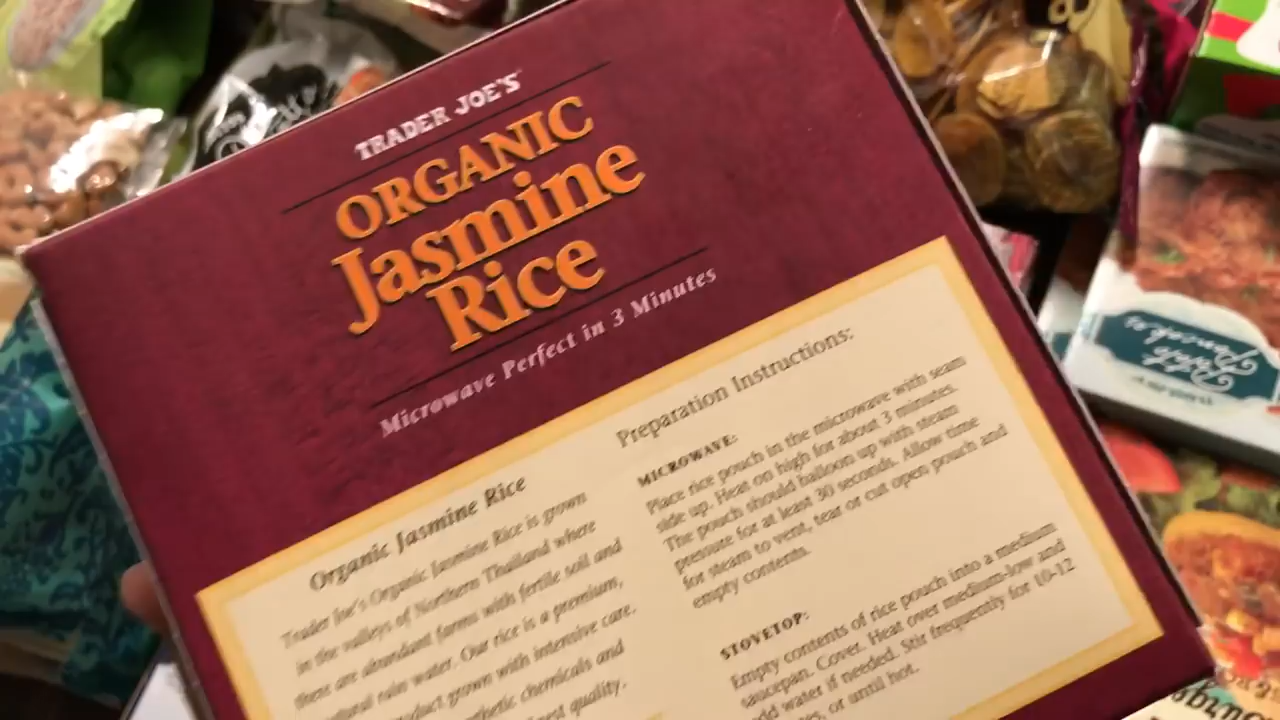 TRADER JOE'S
ORGANIC
Jasmine
Rice
Microwave Perfect in 3 Minutes
Organic Jasmine Rice
Trader Joe's Organic Jasmine Rice is grown
in the valleys of Northern Thailand where
there are abundant farms with fertile soil and
natural rain water. Our rice is a premium,
product grown with intensive care.
chemicals and
quality.
Preparation Instructions:
MICROWAVE:
Place rice pouch in the microwave with seam
side up. Heat on high for about 3 minutes.
The pouch should balloon up with steam
pressure for at least 30 seconds. Allow time
for steam to vent, tear or cut open pouch and
empty contents.
STOVETOP:
Empty contents of rice pouch into a medium
saucepan. Cover. Heat over medium-low and
add water if needed. Stir frequently for 10-12
or until hot.